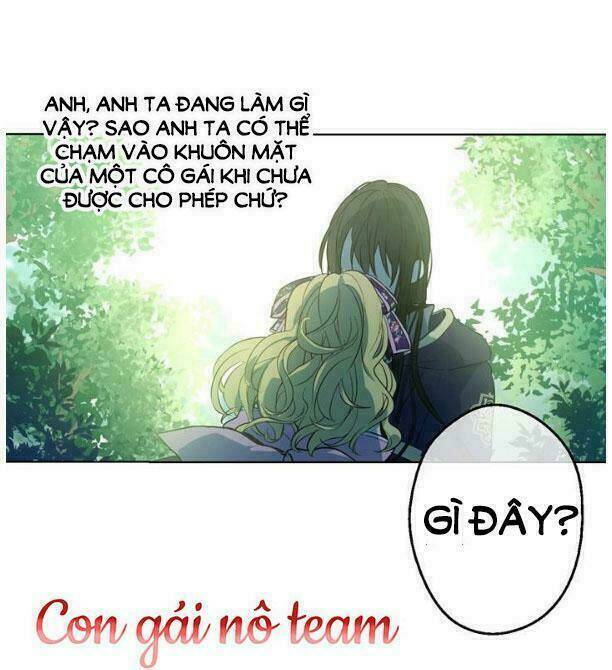 ANH, ANH TA ĐANG LÀM GÌ
VẬY? SAO ANH TA CÓ THỂ
CHẠM VÀO KHUÔN MẶT
CỦA MỘT CÔ GÁI KHI CHƯA
ĐƯỢC CHO PHÉP CHỨ?
GÌ ĐÂY?
Con gái nô team